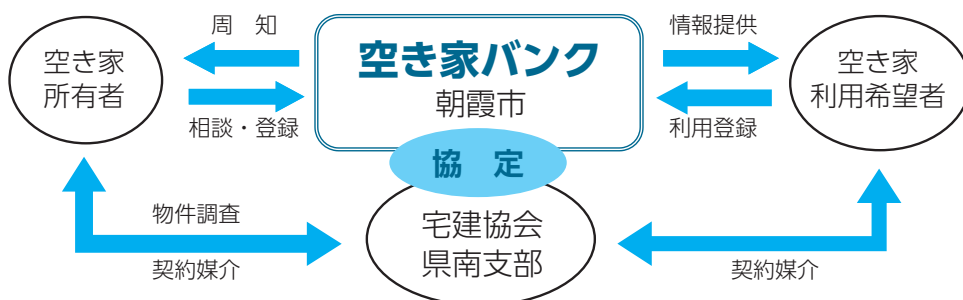 周 知
情報提供
空き家
所有者
空き家バンク
朝霞市
空き家
利用希望者
相談・登録
利用登録
協 定
物件調査
宅建協会
県南支部
契約媒介
契約媒介